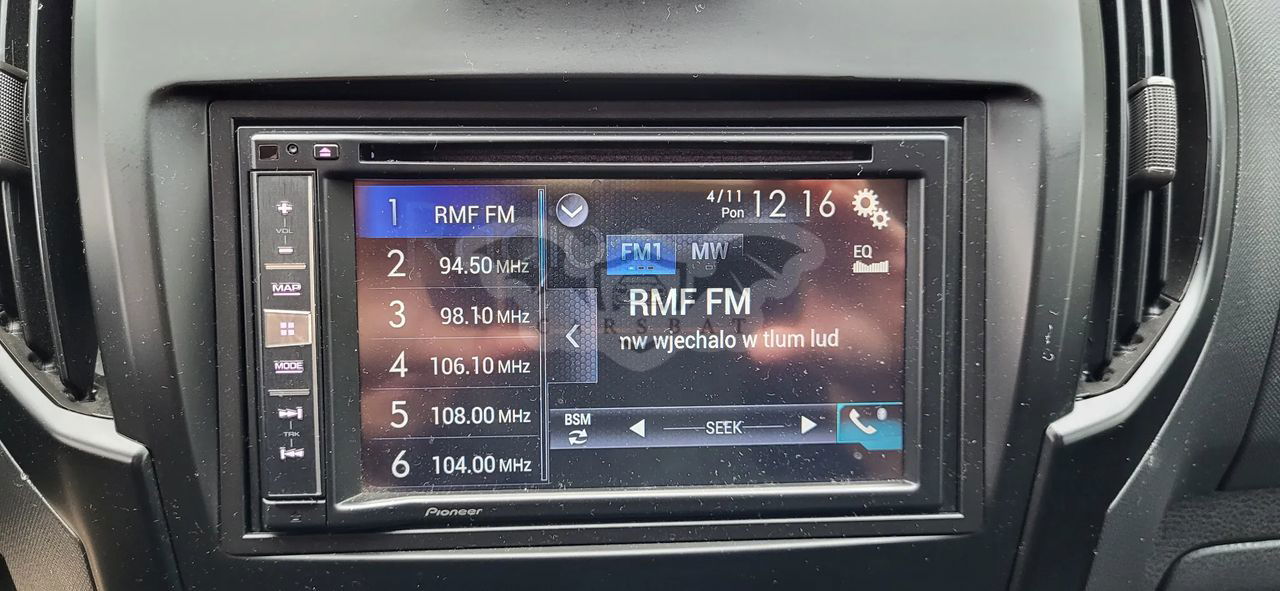 VOL
MAP
MODE
TRK
1 RMF FM
2 94.50 MHz
3 98.10 MHz
4 106.10 MHz
5 108.00 MHz
6 104.00 MHz
4/11
Pon
12 16
FM1 MW
EQ
RMF FM
CARSBAT
nw wjechalo w tlum lud
BSM
SEEK
Pioneer